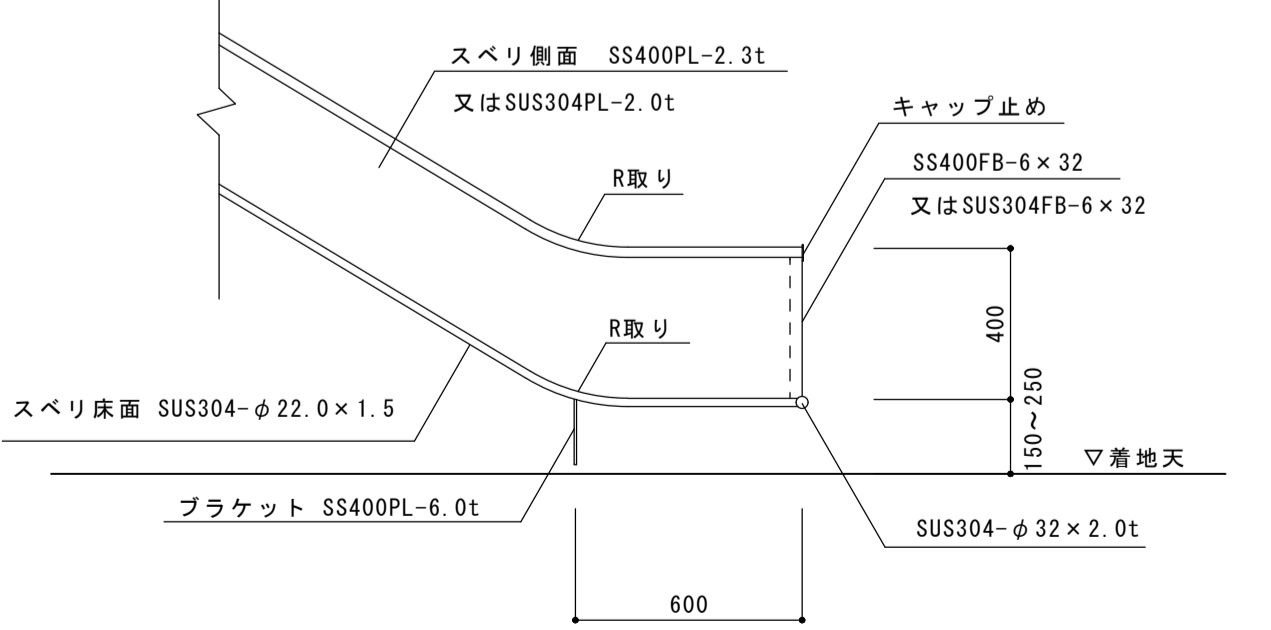 スベリ側面 SS400PL-2.3t
又はSUS304PL-2.0t
キャップ止め
SS400FB-6×32
又はSUS304FB-6×32
R取り
R取り
400
150～250
スベリ床面 SUS304-φ22.0×1.5
▽着地天
ブラケット SS400PL-6.0t
SUS304-φ32×2.0t
600